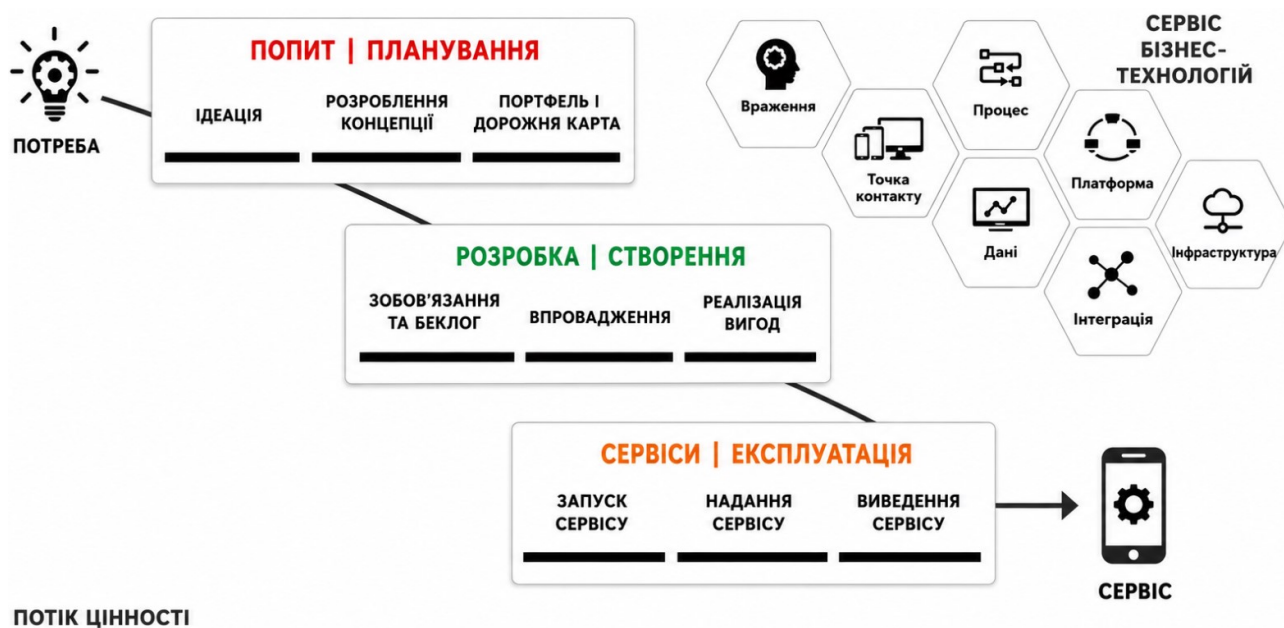 ПОТРЕБА
ПОПИТ | ПЛАНУВАННЯ
ІДЕАЦІЯ
РОЗРОБЛЕННЯ
КОНЦЕПЦІЇ
ПОРТФЕЛЬ І
ДОРОЖНЯ КАРТА
СЕРВІС
БІЗНЕС-
ТЕХНОЛОГІЙ
Враження
Точка
контакту
Процес
Дані
Платформа
Інтеграція
Інфраструктура
РОЗРОБКА | СТВОРЕННЯ
ЗОБОВ’ЯЗАННЯ
ТА БЕКЛОГ
ВПРОВАДЖЕННЯ
РЕАЛІЗАЦІЯ
ВИГОД
СЕРВІСИ | ЕКСПЛУАТАЦІЯ
ЗАПУСК
СЕРВІСУ
НАДАННЯ
СЕРВІСУ
ВИВЕДЕННЯ
СЕРВІСУ
СЕРВІС
ПОТІК ЦІННОСТІ